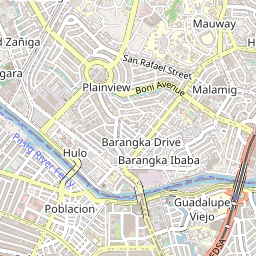 Mauway
d Zañiga
San Rafael Street
gara
Plainview
Boni Avenue
Malamig
Barangka Drive
Hulo
Barangka Ibaba
Pasig River Ferry
Guadalupe
Viejo
Poblacion
EDSA